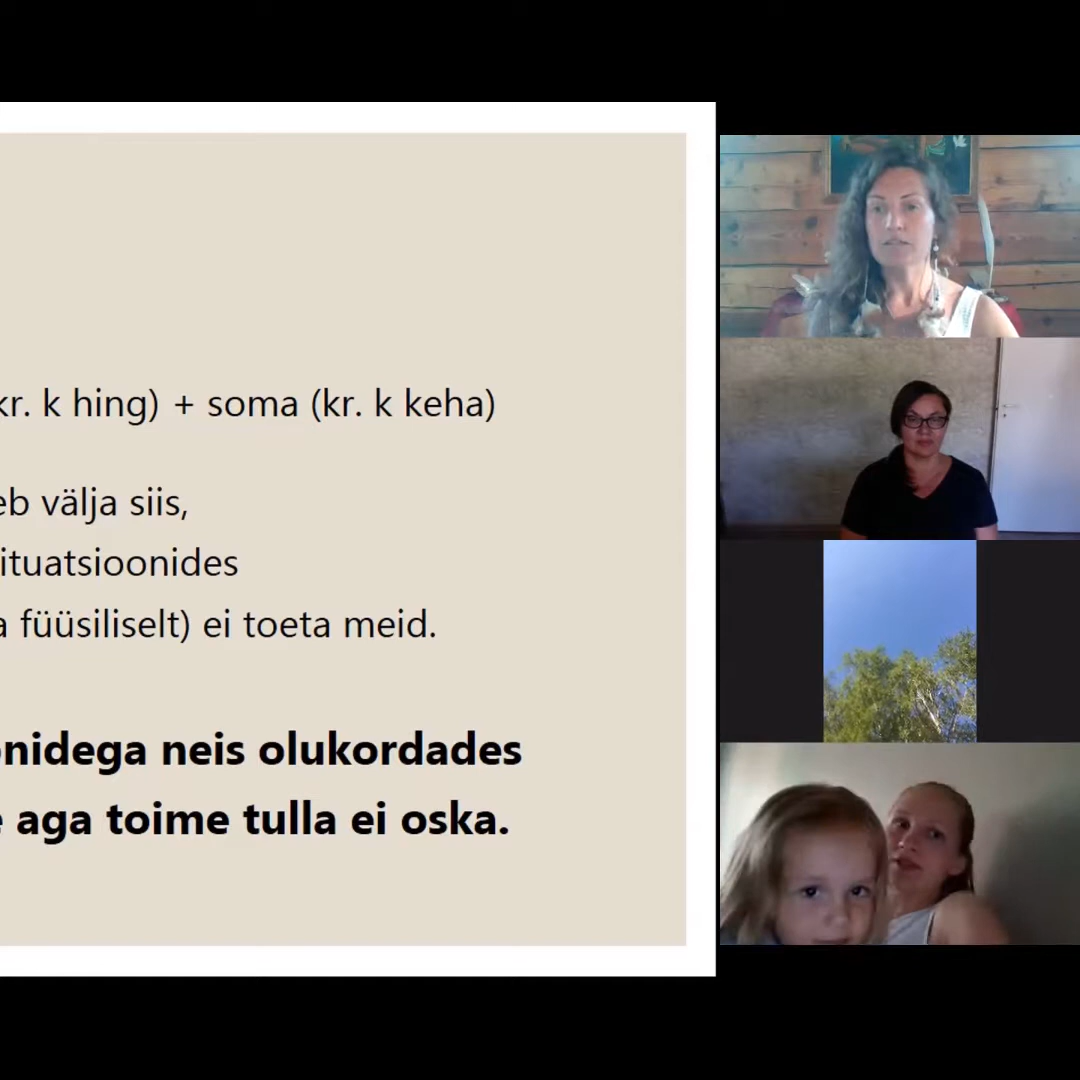 kr. k hing) + soma (kr. k keha)
eb välja siis,
ituatsioonides
a füüsiliselt) ei toeta meid.
nidega neis olukordades
e aga toime tulla ei oska.